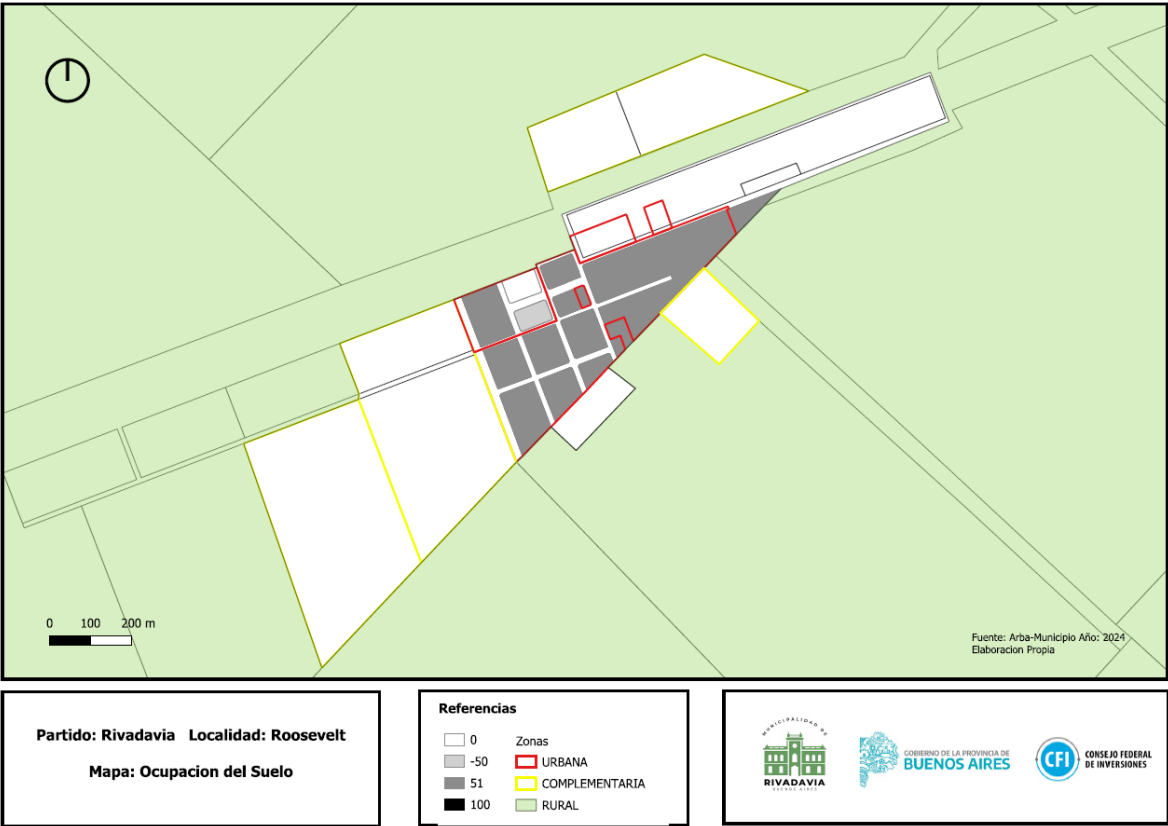 0 100 200 m
Fuente: Arba-Municipio Año: 2024
Elaboracion Propia
Partido: Rivadavia Localidad: Roosevelt
Mapa: Ocupacion del Suelo
Referencias
0
-50
51
100
Zonas
URBANA
COMPLEMENTARIA
RURAL
MUNICIPALIDAD DE
RIVADAVIA
BUENOS AIRES
GOBIERNO DE LA PROVINCIA DE
BUENOS AIRES
CFI
CONSEJO FEDERAL
DE INVERSIONES